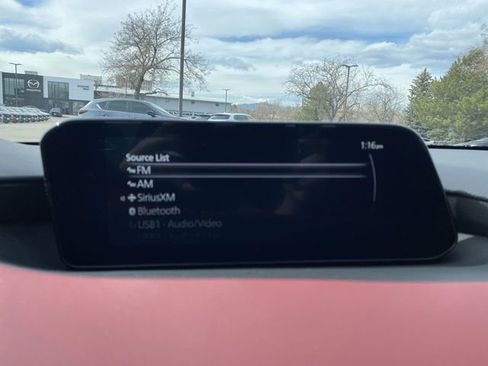 1:16pm
Source List
FM
AM
SiriusXM
Bluetooth
USB1 - Audio/Video